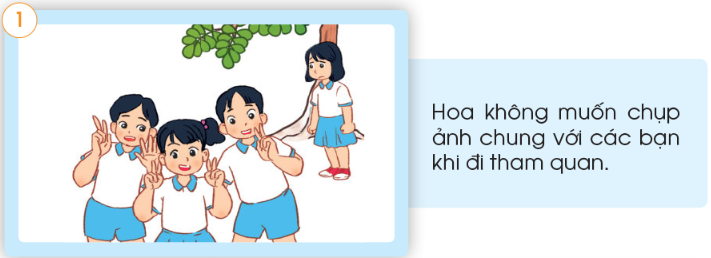 1
Hoa không muốn chụp
ảnh chung với các bạn
khi đi tham quan.